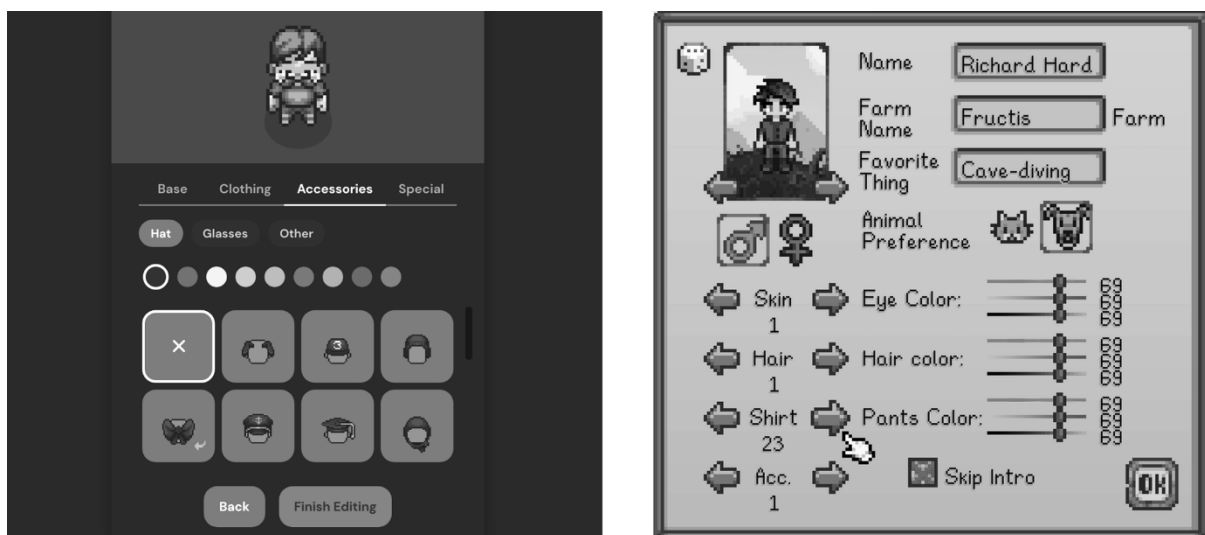 Base Clothing Accessories Special
Hat Glasses Other
3
Back Finish Editing
Name Richard Hard
Farm
Name Fructis Farm
Favorite
Thing Cave-diving
Animal
Preference
Skin Eye Color: 69
69
1 69
Hair Hair color: 69
69
1 69
Shirt Pants Color: 69
69
23 69
Acc. Skip Intro OK
1